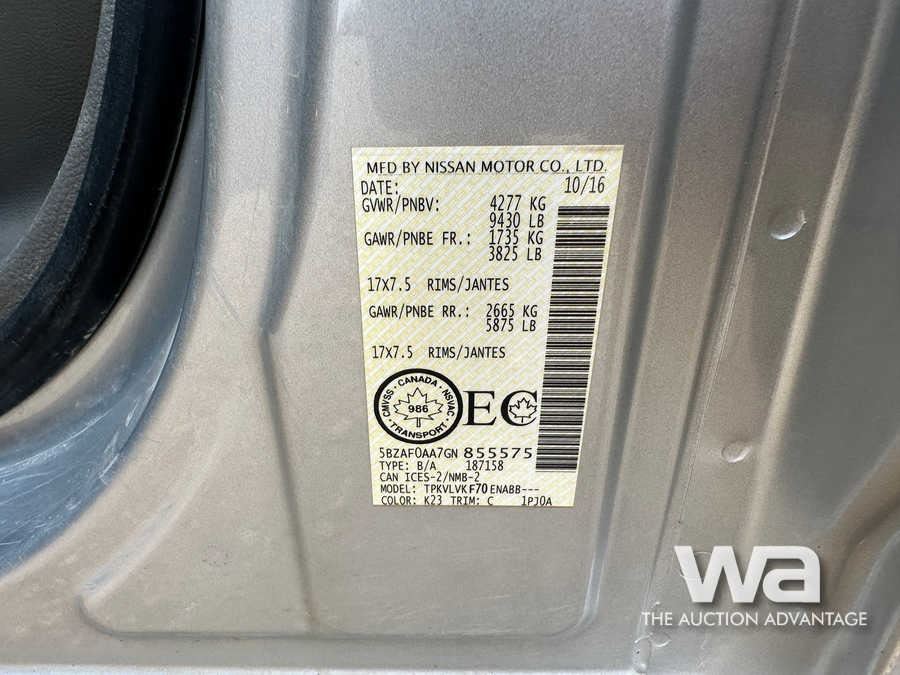 MFD BY NISSAN MOTOR CO., LTD.
DATE: 10/16
GVWR/PNBV: 4277 KG
9430 LB
GAWR/PNBE FR.: 1735 KG
3825 LB
17X7.5 RIMS/JANTES
GAWR/PNBE RR.: 2665 KG
5875 LB
17X7.5 RIMS/JANTES
CANADA
CMVSS NSVAC
986
TRANSPORT
EC
5BZAF0AA7GN 855575
TYPE: B/A 187158
CAN ICES-2/NMB-2
MODEL: TPKVLVK F70 ENABB---
COLOR: K23 TRIM: C 1PJ0A
wa
THE AUCTION ADVANTAGE